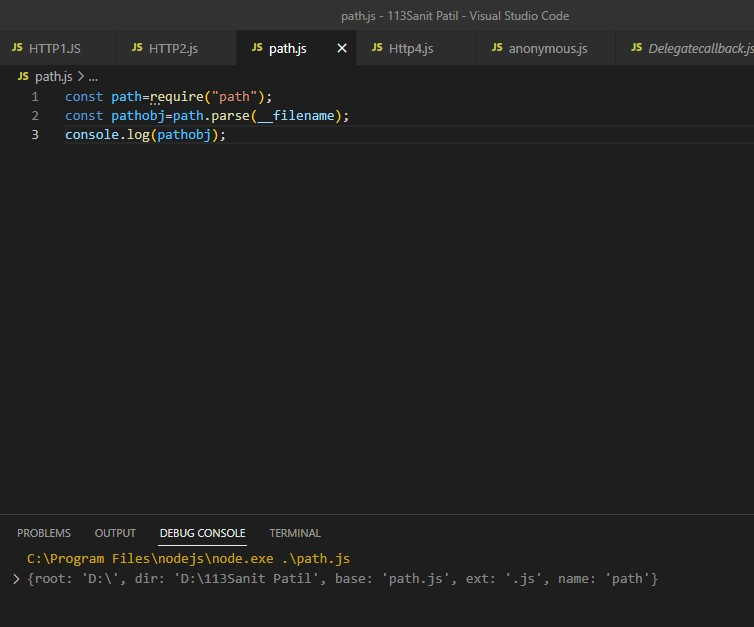 path.js - 113Sanit Patil - Visual Studio Code
JS HTTP1.JS JS HTTP2.js JS path.js JS Http4.js JS anonymous.js JS Delegatecallback.js
JS path.js > ...
1 const path=require("path");
2 const pathobj=path.parse(__filename);
3 console.log(pathobj);
PROBLEMS OUTPUT DEBUG CONSOLE TERMINAL
C:\Program Files\nodejs\node.exe .\path.js
> {root: 'D:\', dir: 'D:\113Sanit Patil', base: 'path.js', ext: '.js', name: 'path'}